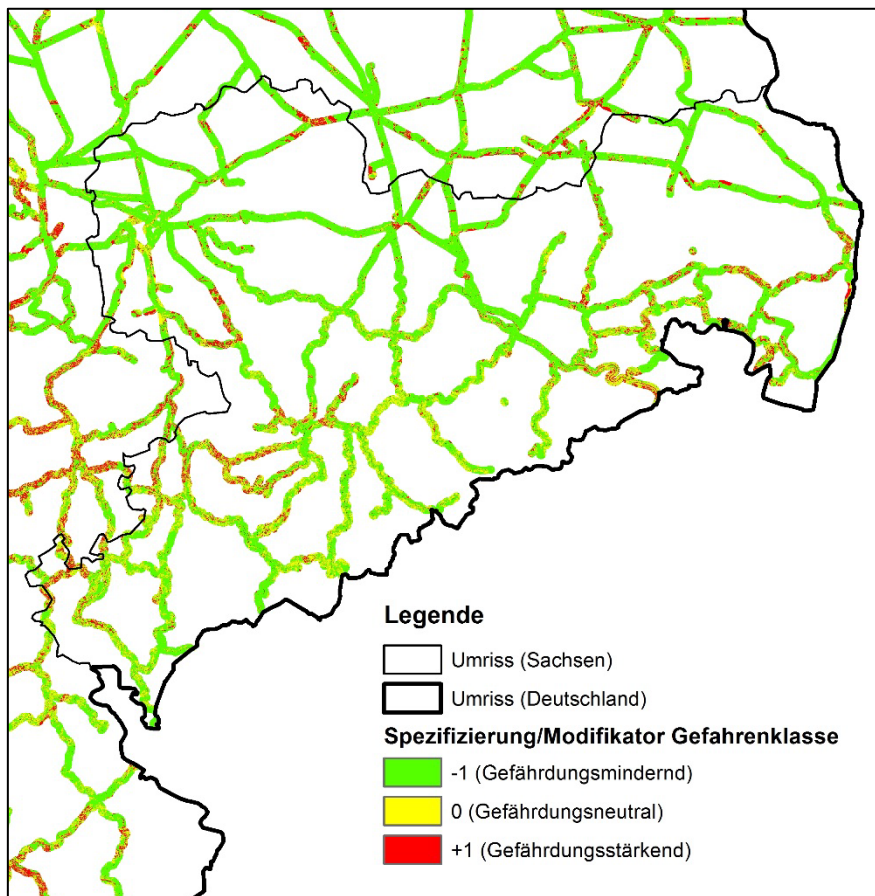 Legende
Umriss (Sachsen)
Umriss (Deutschland)
Spezifizierung/Modifikator Gefahrenklasse
-1 (Gefährdungsmindernd)
0 (Gefährdungsneutral)
+1 (Gefährdungsstärkend)